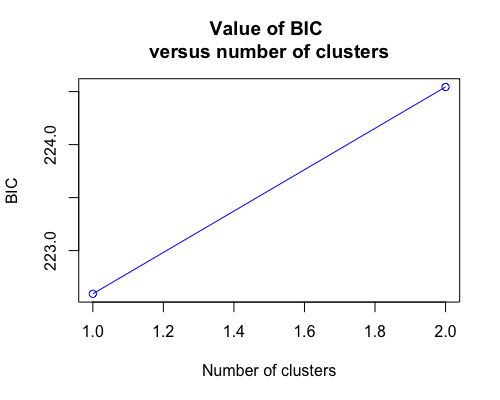 Value of BIC
versus number of clusters
BIC
224.0
223.0
1.0 1.2 1.4 1.6 1.8 2.0
Number of clusters